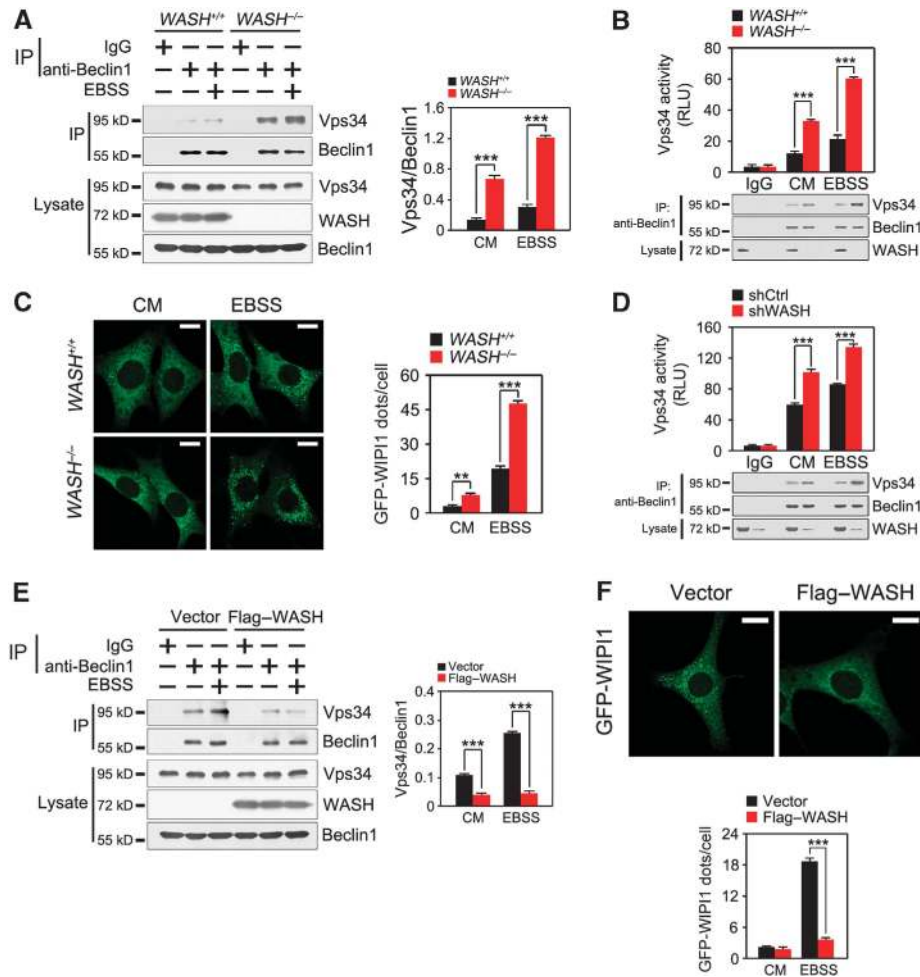 A
WASH+/+ WASH−/−
IP
IgG + − − + − −
anti-Beclin1 − + + − + +
EBSS − − + − − +
IP
95 kD Vps34
55 kD Beclin1
Lysate
95 kD Vps34
72 kD WASH
55 kD Beclin1
WASH+/+
WASH−/−
Vps34/Beclin1
1.6
1.2
0.8
0.4
0
***
***
CM EBSS
B
WASH+/+
WASH−/−
Vps34 activity
(RLU)
80
60
40
20
0
***
***
IgG CM EBSS
IP:
anti-Beclin1
95 kD Vps34
55 kD Beclin1
Lysate 72 kD WASH
C
CM EBSS
WASH+/+
WASH−/−
WASH+/+
WASH−/−
GFP-WIPI1 dots/cell
60
45
30
15
0
**
***
CM EBSS
D
shCtrl
shWASH
Vps34 activity
(RLU)
160
120
80
40
0
***
***
IgG CM EBSS
IP:
anti-Beclin1
95 kD Vps34
55 kD Beclin1
Lysate 72 kD WASH
E
Vector Flag–WASH
IP
IgG + − − + − −
anti-Beclin1 − + + − + +
EBSS − − + − − +
IP
95 kD Vps34
55 kD Beclin1
Lysate
95 kD Vps34
72 kD WASH
55 kD Beclin1
Vector
Flag–WASH
Vps34/Beclin1
0.4
0.3
0.2
0.1
0
***
***
CM EBSS
F
Vector Flag–WASH
GFP-WIPI1
Vector
Flag–WASH
GFP-WIPI1 dots/cell
24
18
12
6
0
***
CM EBSS